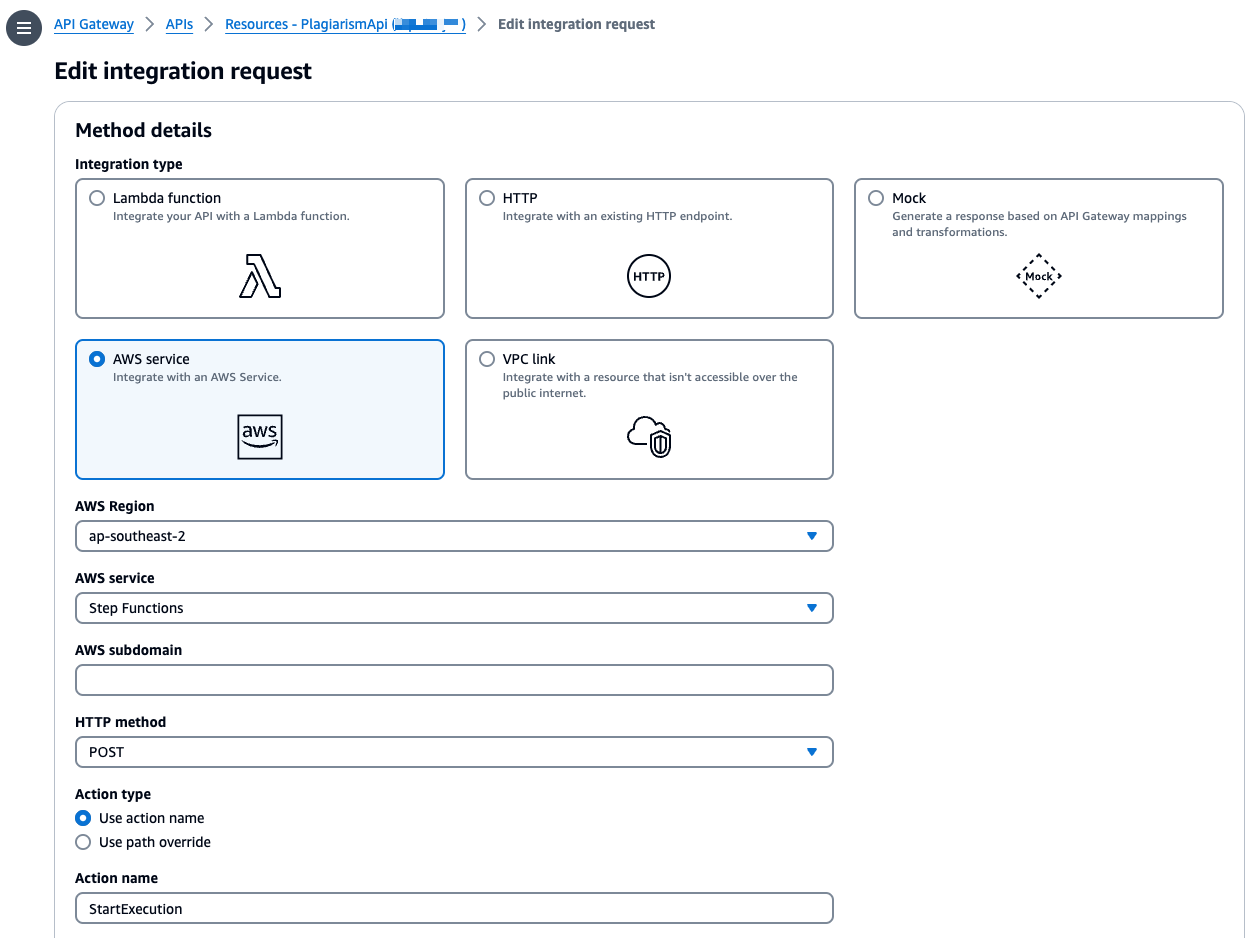 API Gateway > APIs > Resources - PlagiarismApi ( ) > Edit integration request
Edit integration request
Method details
Integration type
Lambda function
Integrate your API with a Lambda function.
HTTP
Integrate with an existing HTTP endpoint.
HTTP
Mock
Generate a response based on API Gateway mappings
and transformations.
Mock
AWS service
Integrate with an AWS Service.
aws
VPC link
Integrate with a resource that isn't accessible over the
public internet.
AWS Region
ap-southeast-2
AWS service
Step Functions
AWS subdomain
HTTP method
POST
Action type
Use action name
Use path override
Action name
StartExecution